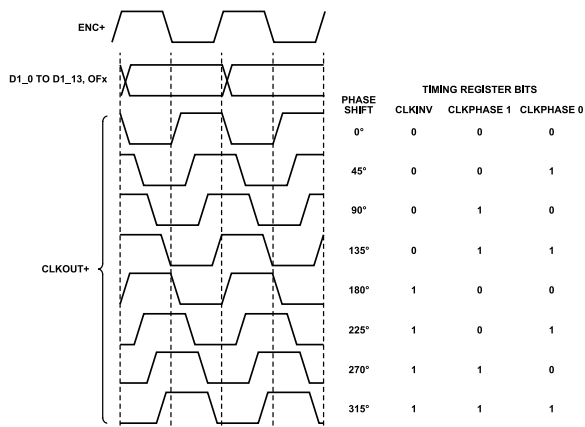 ENC+
D1_0 TO D1_13, OFx
TIMING REGISTER BITS
PHASE SHIFT CLKINV CLKPHASE 1 CLKPHASE 0
0° 0 0 0
45° 0 0 1
90° 0 1 0
135° 0 1 1
CLKOUT+
180° 1 0 0
225° 1 0 1
270° 1 1 0
315° 1 1 1